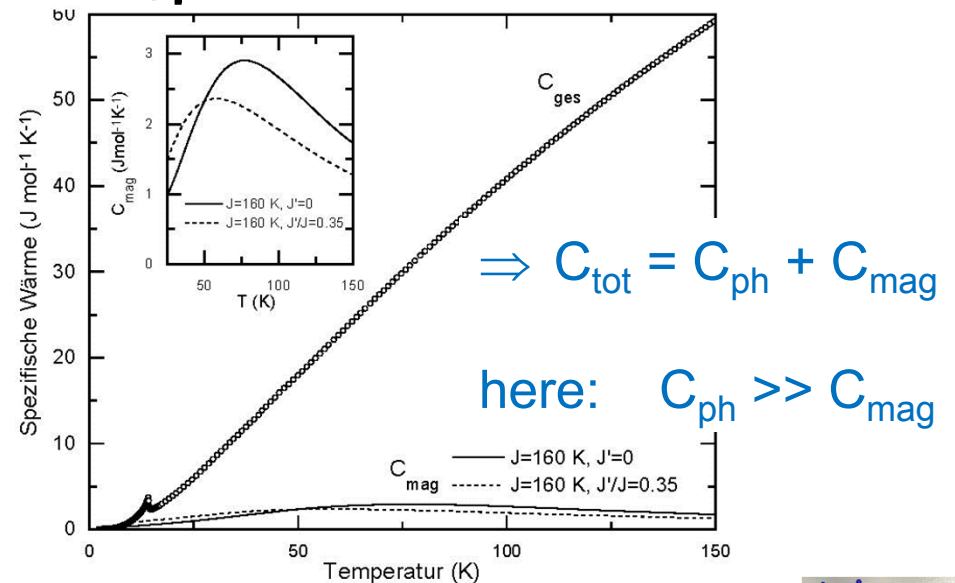 60
50
40
30
20
10
0
Spezifische Wärme (J mol⁻¹ K⁻¹)
3
2
1
0
C_mag (Jmol⁻¹K⁻¹)
J=160 K, J'=0
J=160 K, J'/J=0.35
50 100 150
T (K)
C_ges
⇒ C_tot = C_ph + C_mag
here: C_ph >> C_mag
C_mag
J=160 K, J'=0
J=160 K, J'/J=0.35
0 50 100 150
Temperatur (K)